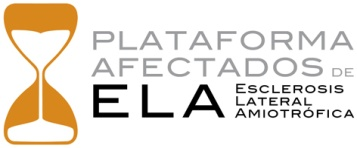 PLATAFORMA
AFECTADOS DE
ELA ESCLEROSIS
LATERAL
AMIOTRÓFICA